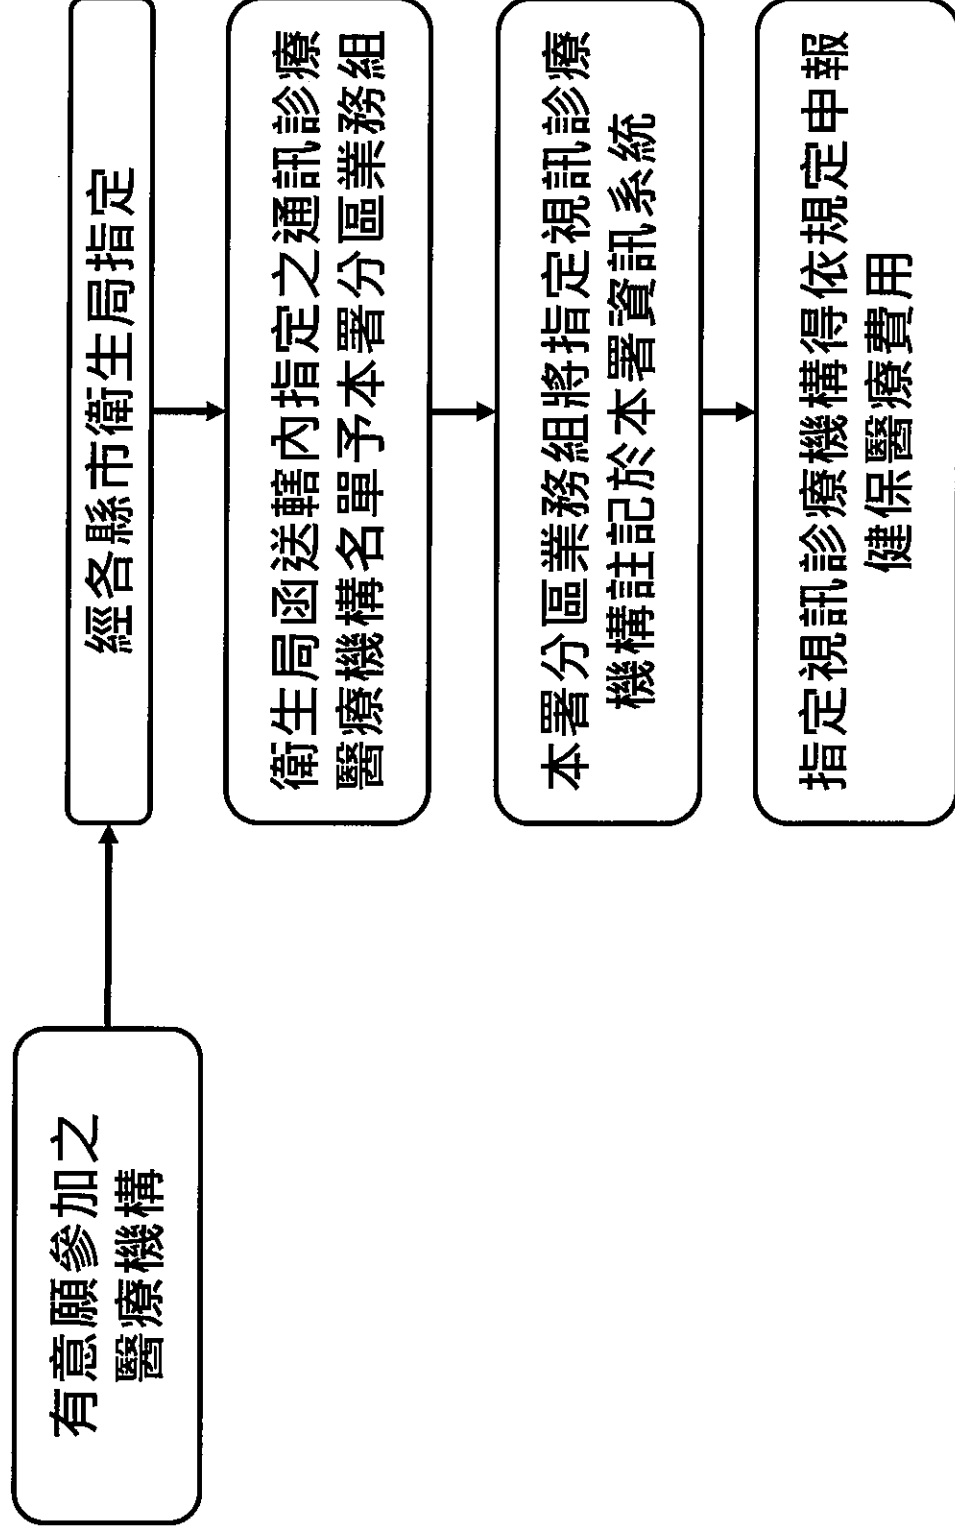 有意願參加之
醫療機構
經各縣市衛生局指定
衛生局函送轄內指定之通訊診療
醫療機構名單予本署分區業務組
本署分區業務組將指定視訊診療
機構註記於本署資訊系統
指定視訊診療機構得依規定申報
健保醫療費用